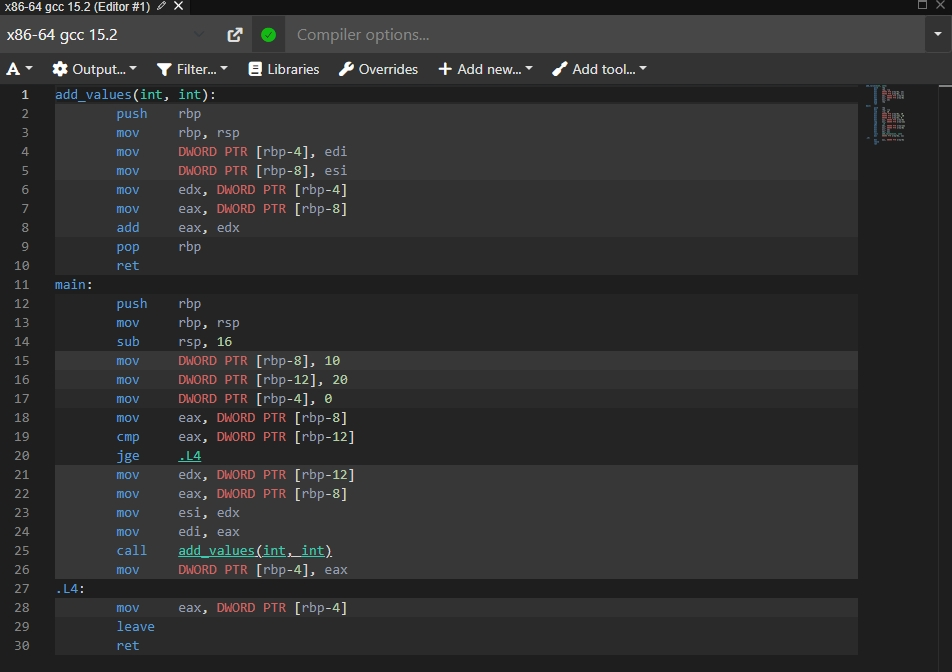 x86-64 gcc 15.2 (Editor #1)
x86-64 gcc 15.2 Compiler options...
A Output... Filter... Libraries Overrides + Add new... Add tool...
1 add_values(int, int):
2 push rbp
3 mov rbp, rsp
4 mov DWORD PTR [rbp-4], edi
5 mov DWORD PTR [rbp-8], esi
6 mov edx, DWORD PTR [rbp-4]
7 mov eax, DWORD PTR [rbp-8]
8 add eax, edx
9 pop rbp
10 ret
11 main:
12 push rbp
13 mov rbp, rsp
14 sub rsp, 16
15 mov DWORD PTR [rbp-8], 10
16 mov DWORD PTR [rbp-12], 20
17 mov DWORD PTR [rbp-4], 0
18 mov eax, DWORD PTR [rbp-8]
19 cmp eax, DWORD PTR [rbp-12]
20 jge .L4
21 mov edx, DWORD PTR [rbp-12]
22 mov eax, DWORD PTR [rbp-8]
23 mov esi, edx
24 mov edi, eax
25 call add_values(int, int)
26 mov DWORD PTR [rbp-4], eax
27 .L4:
28 mov eax, DWORD PTR [rbp-4]
29 leave
30 ret